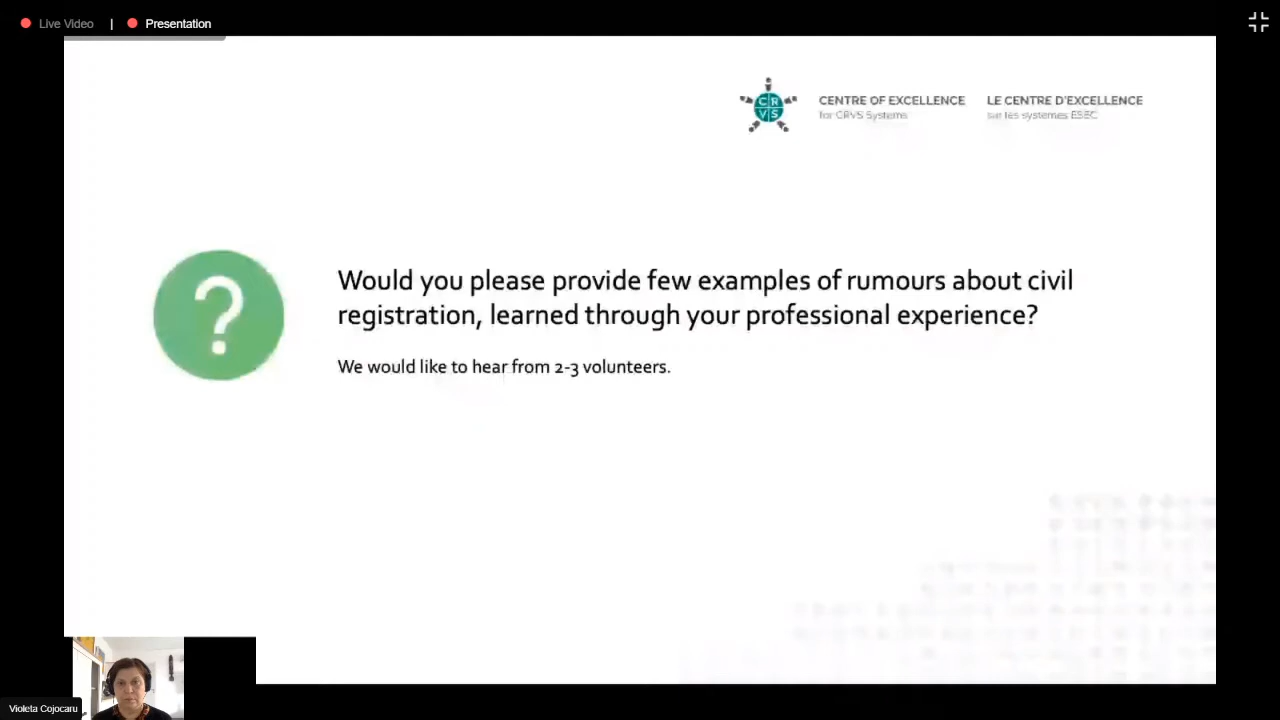 Live Video | Presentation
C R
V S
CENTRE OF EXCELLENCE
for CRVS Systems
LE CENTRE D'EXCELLENCE
sur les systèmes ESEC
?
Would you please provide few examples of rumours about civil
registration, learned through your professional experience?
We would like to hear from 2-3 volunteers.
Violeta Cojocaru